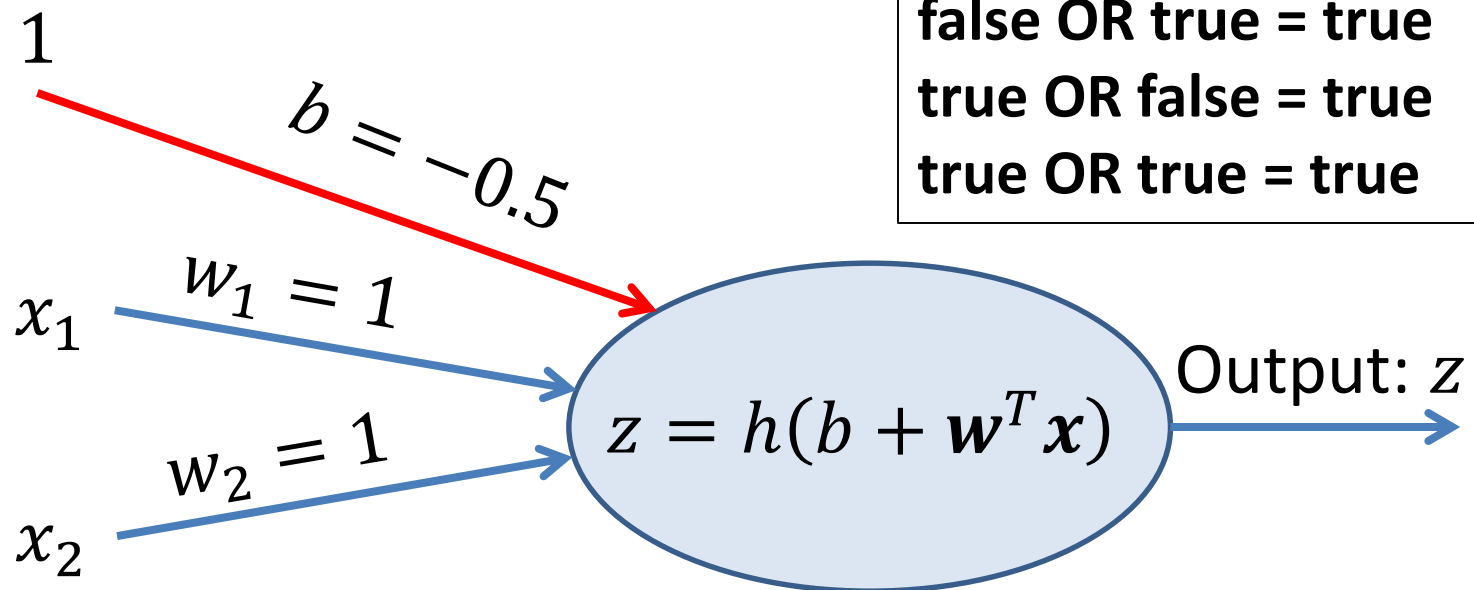 1
b = −0.5
false OR true = true
true OR false = true
true OR true = true
x₁
w₁ = 1
x₂
w₂ = 1
z = h(b + wᵀx)
Output: z